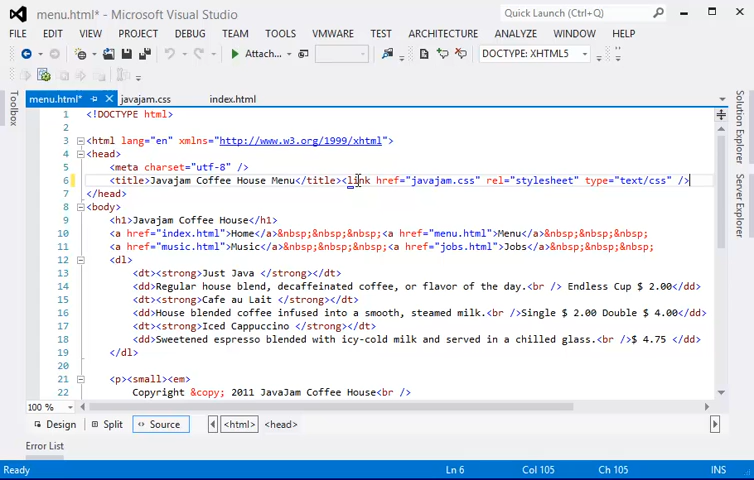 menu.html* - Microsoft Visual Studio
Quick Launch (Ctrl+Q)
FILE EDIT VIEW PROJECT DEBUG TEAM TOOLS VMWARE TEST ARCHITECTURE ANALYZE WINDOW HELP
Attach... DOCTYPE: XHTML5
menu.html* javajam.css index.html
Toolbox
1 <!DOCTYPE html>
2
3 <html lang="en" xmlns="http://www.w3.org/1999/xhtml">
4 <head>
5 <meta charset="utf-8" />
6 <title>Javajam Coffee House Menu</title><link href="javajam.css" rel="stylesheet" type="text/css" />
7 </head>
8 <body>
9 <h1>Javajam Coffee House</h1>
10 <a href="index.html">Home</a>&nbsp;&nbsp;&nbsp;<a href="menu.html">Menu</a>&nbsp;&nbsp;&nbsp;
11 <a href="music.html">Music</a>&nbsp;&nbsp;&nbsp;<a href="jobs.html">Jobs</a>&nbsp;&nbsp;&nbsp;
12 <dl>
13 <dt><strong>Just Java </strong></dt>
14 <dd>Regular house blend, decaffeinated coffee, or flavor of the day.<br /> Endless Cup $ 2.00</dd>
15 <dt><strong>Cafe au Lait </strong></dt>
16 <dd>House blended coffee infused into a smooth, steamed milk.<br />Single $ 2.00 Double $ 4.00</dd>
17 <dt><strong>Iced Cappuccino </strong></dt>
18 <dd>Sweetened espresso blended with icy-cold milk and served in a chilled glass.<br />$ 4.75 </dd>
19 </dl>
20
21 <p><small><em>
22 Copyright &copy; 2011 JavaJam Coffee House<br />
Solution Explorer
Team Explorer
100 %
Design Split Source <html> <head>
Error List
Ready Ln 6 Col 105 Ch 105 INS